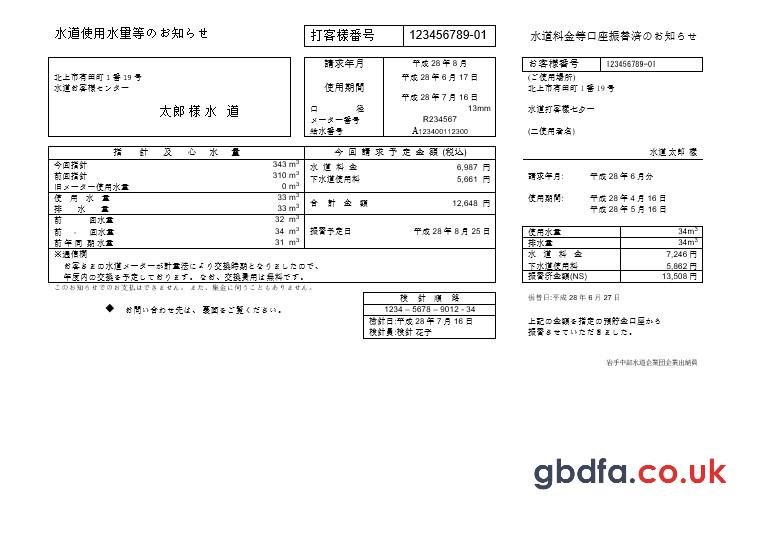 水道使用水量等のお知らせ
打客様番号 123456789-01
北上市有田町1番19号
水道お客様センター
太郎 様 水 道
請求年月 平成 28 年 8 月
使用期間 平成 28 年 6 月 17 日
平成 28 年 7 月 16 日
口 径 13mm
メーター番号 R234567
給水番号 A123400112300
指 計 及 心 水 量
今回指針 343 m³
前回指針 310 m³
旧メーター使用水量 0 m³
使 用 水 量 33 m³
排 水 量 33 m³
前 回水量 32 m³
前 - 回水量 34 m³
前年同期水量 31 m³
今 回 請 求 予 定 金 額 (税込)
水 道 料 金 6,987 円
下水道使用料 5,661 円
合 計 金 額 12,648 円
振替予定日 平成 28 年 8 月 25 日
※通信欄
お客さまの水道メーターが計量法により交換時期となりましたので、
年度内の交換を予定しております。 なお、交換費用は無料です。
このお知らせでのお支払はできません。また、集金に伺うこともありません。
◆ お問い合わせ先は、裏面をご覧ください。
検 針 順 路
1234 – 5678 – 9012 - 34
検針日:平成 28 年 7 月 16 日
検針員:検針 花子
水道料金等口座振替済のお知らせ
お客様番号 123456789-01
(ご使用場所)
北上市有田町 1 番 19 号
水道打客様センター
(二使用者名)
水道 太郎 様
請求年月: 平成 28 年 6 月分
使用期間: 平成 28 年 4 月 16 日
平成 28 年 5 月 16 日
使用水量 34m³
排水量 34m³
水 道 料 金 7,246 円
下水道使用料 5,862 円
振替済金額(NS) 13,508 円
振替日:平成 28 年 6 月 27 日
上記の金額を指定の預貯金口座から
振替させていただきました。
岩手中部水道企業団企業出納員
gbdfa.co.uk